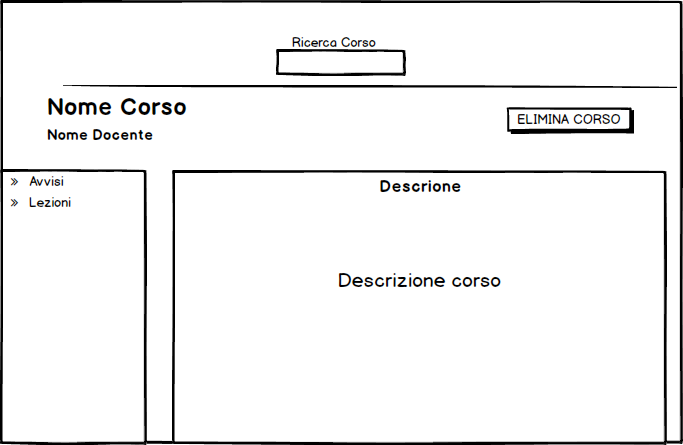 Ricerca Corso
Nome Corso
Nome Docente
ELIMINA CORSO
» Avvisi
» Lezioni
Descrione
Descrizione corso